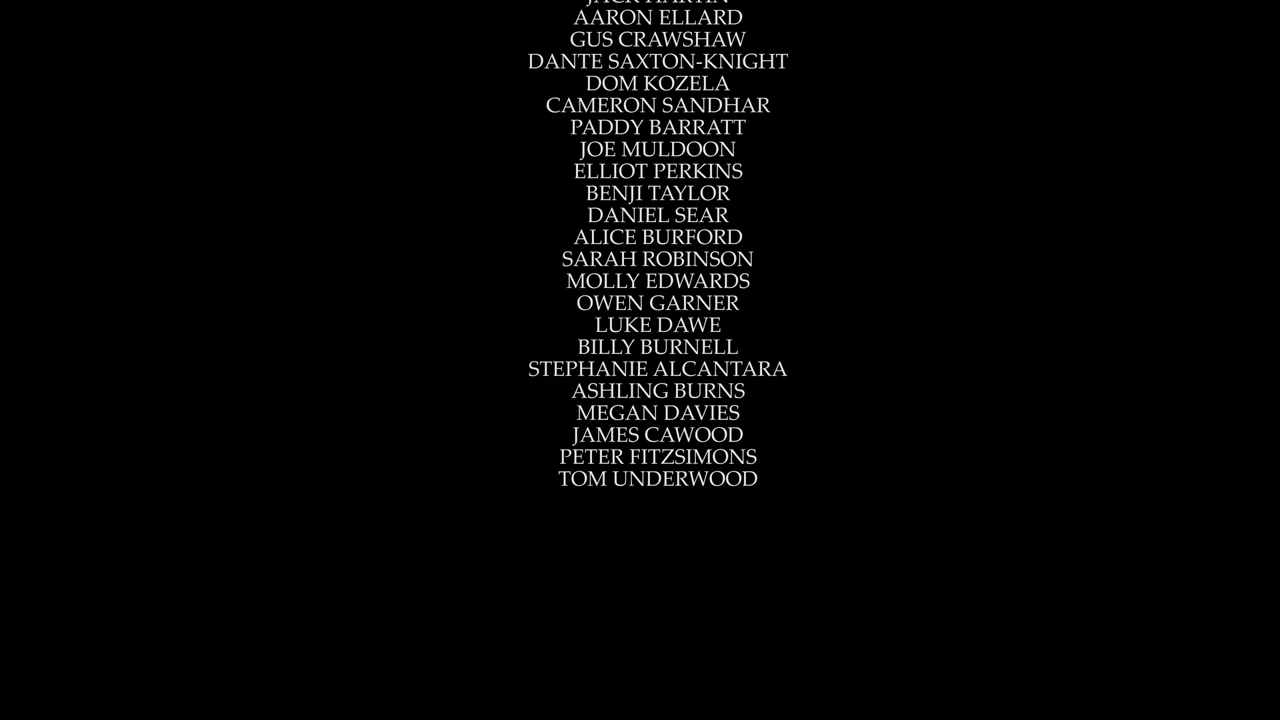 AARON ELLARD
GUS CRAWSHAW
DANTE SAXTON-KNIGHT
DOM KOZELA
CAMERON SANDHAR
PADDY BARRATT
JOE MULDOON
ELLIOT PERKINS
BENJI TAYLOR
DANIEL SEAR
ALICE BURFORD
SARAH ROBINSON
MOLLY EDWARDS
OWEN GARNER
LUKE DAWE
BILLY BURNELL
STEPHANIE ALCANTARA
ASHLING BURNS
MEGAN DAVIES
JAMES CAWOOD
PETER FITZSIMONS
TOM UNDERWOOD